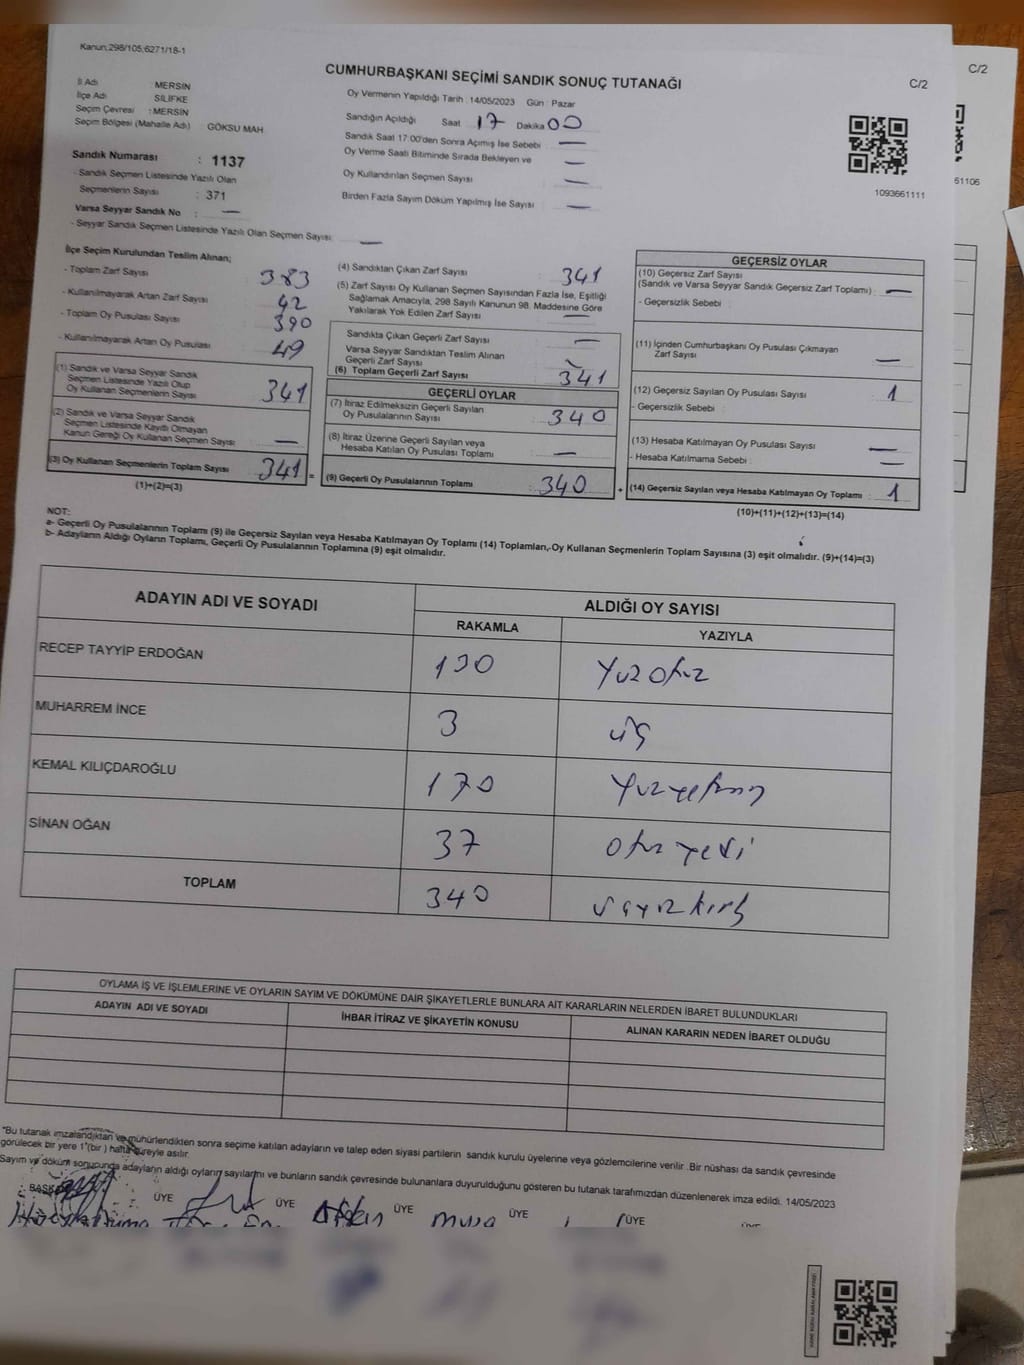 Kanun;298/105;6271/18-1
CUMHURBAŞKANI SEÇİMİ SANDIK SONUÇ TUTANAĞI
C/2
C/2
İl Adı MERSİN
İlçe Adı SİLİFKE
Seçim Çevresi : MERSİN
Seçim Bölgesi (Mahalle Adı) GÖKSU MAH.
Oy Vermenin Yapıldığı Tarih : 14/05/2023 Gün : Pazar
Sandığın Açıldığı Saat 17 Dakika 00
Sandık Saat 17:00'den Sonra Açımış İse Sebebi —
Oy Verme Saati Bitiminde Sırada Bekleyen ve —
Oy Kullandırılan Seçmen Sayısı —
Birden Fazla Sayım Döküm Yapılmış İse Sayısı —
1093661111
61106
Sandık Numarası : 1137
- Sandık Seçmen Listesinde Yazılı Olan
Seçmenlerin Sayısı : 371
Varsa Seyyar Sandık No : —
- Seyyar Sandık Seçmen Listesinde Yazılı Olan Seçmen Sayısı —
İlçe Seçim Kurulundan Teslim Alınan;
- Toplam Zarf Sayısı 383
- Kullanılmayarak Artan Zarf Sayısı 42
- Toplam Oy Pusulası Sayısı 390
- Kullanılmayarak Artan Oy Pusulası 49
(1) Sandık ve Varsa Seyyar Sandık
Seçmen Listesinde Yazılı Olup
Oy Kullanan Seçmenlerin Sayısı 341
(2) Sandık ve Varsa Seyyar Sandık
Seçmen Listesinde Kayıtlı Olmayan
Kanun Gereği Oy Kullanan Seçmen Sayısı —
(3) Oy Kullanan Seçmenlerin Toplam Sayısı 341 =
(1)+(2)=(3)
(4) Sandıktan Çıkan Zarf Sayısı 341
(5) Zarf Sayısı Oy Kullanan Seçmen Sayısından Fazla İse, Eşitliği
Sağlamak Amacıyla, 298 Sayılı Kanunun 98. Maddesine Göre
Yakılarak Yok Edilen Zarf Sayısı —
Sandıkta Çıkan Geçerli Zarf Sayısı —
Varsa Seyyar Sandıktan Teslim Alınan
Geçerli Zarf Sayısı —
(6) Toplam Geçerli Zarf Sayısı 341
GEÇERLİ OYLAR
(7) İtiraz Edilmeksizin Geçerli Sayılan
Oy Pusulalarının Sayısı 340
(8) İtiraz Üzerine Geçerli Sayılan veya
Hesaba Katılan Oy Pusulası Toplamı —
(9) Geçerli Oy Pusulalarının Toplamı : 340 +
GEÇERSİZ OYLAR
(10) Geçersiz Zarf Sayısı
(Sandık ve Varsa Seyyar Sandık Geçersiz Zarf Toplamı) : —
- Geçersizlik Sebebi :
(11) İçinden Cumhurbaşkanı Oy Pusulası Çıkmayan
Zarf Sayısı —
(12) Geçersiz Sayılan Oy Pusulası Sayısı 1
- Geçersizlik Sebebi :
(13) Hesaba Katılmayan Oy Pusulası Sayısı —
- Hesaba Katılmama Sebebi : —
(14) Geçersiz Sayılan veya Hesaba Katılmayan Oy Toplamı : 1
(10)+(11)+(12)+(13)=(14)
NOT:
a- Geçerli Oy Pusulalarının Toplamı (9) ile Geçersiz Sayılan veya Hesaba Katılmayan Oy Toplamı (14) Toplamları, Oy Kullanan Seçmenlerin Toplam Sayısına (3) eşit olmalıdır. (9)+(14)=(3)
b- Adayların Aldığı Oyların Toplamı, Geçerli Oy Pusulalarının Toplamına (9) eşit olmalıdır.
ADAYIN ADI VE SOYADI ALDIĞI OY SAYISI
RAKAMLA YAZIYLA
RECEP TAYYİP ERDOĞAN 130 Yuz Otuz
MUHARREM İNCE 3 üç
KEMAL KILIÇDAROĞLU 170 Yuzyetmiş
SİNAN OĞAN 37 Otuz yedi
TOPLAM 340 üçyüzkırk
OYLAMA İŞ VE İŞLEMLERİNE VE OYLARIN SAYIM VE DÖKÜMÜNE DAİR ŞİKAYETLERLE BUNLARA AİT KARARLARIN NELERDEN İBARET BULUNDUKLARI
ADAYIN ADI VE SOYADI İHBAR İTİRAZ VE ŞİKAYETİN KONUSU ALINAN KARARIN NEDEN İBARET OLDUĞU
"Bu tutanak imzalandıktan ve mühürlendikten sonra seçime katılan adayların ve talep eden siyasi partilerin sandık kurulu üyelerine veya gözlemcilerine verilir. Bir nüshası da sandık çevresinde
görülecek bir yere 1 (bir ) hafta süreyle asılır.
Sayım ve döküm sonucunda adayların aldığı oyların sayılarını ve bunların sandık çevresinde bulunanlara duyurulduğunu gösteren bu tutanak tarafımızdan düzenlenerek imza edildi. 14/05/2023
ÜYE ÜYE ÜYE ÜYE ÜYE
musa